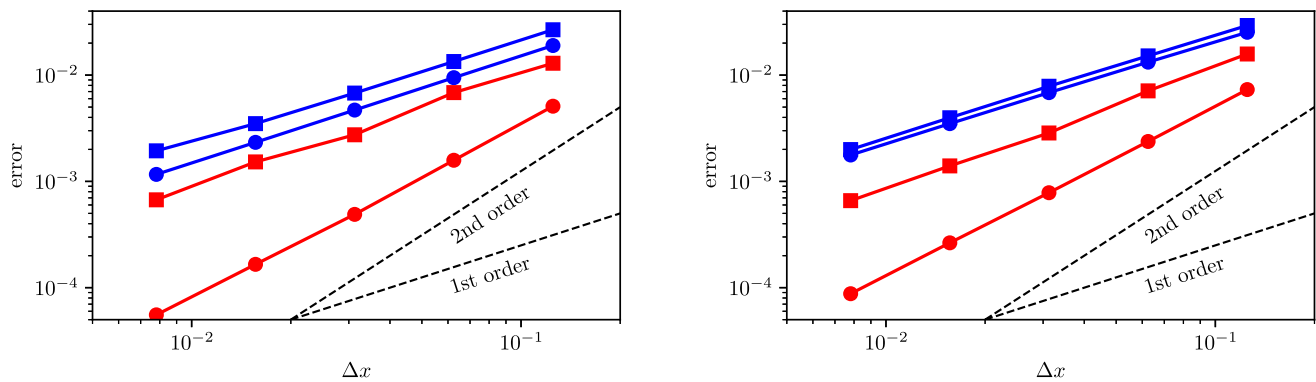 10⁻²
10⁻³
10⁻⁴
error
2nd order
1st order
10⁻²
10⁻¹
Δx
10⁻²
10⁻³
10⁻⁴
error
2nd order
1st order
10⁻²
10⁻¹
Δx